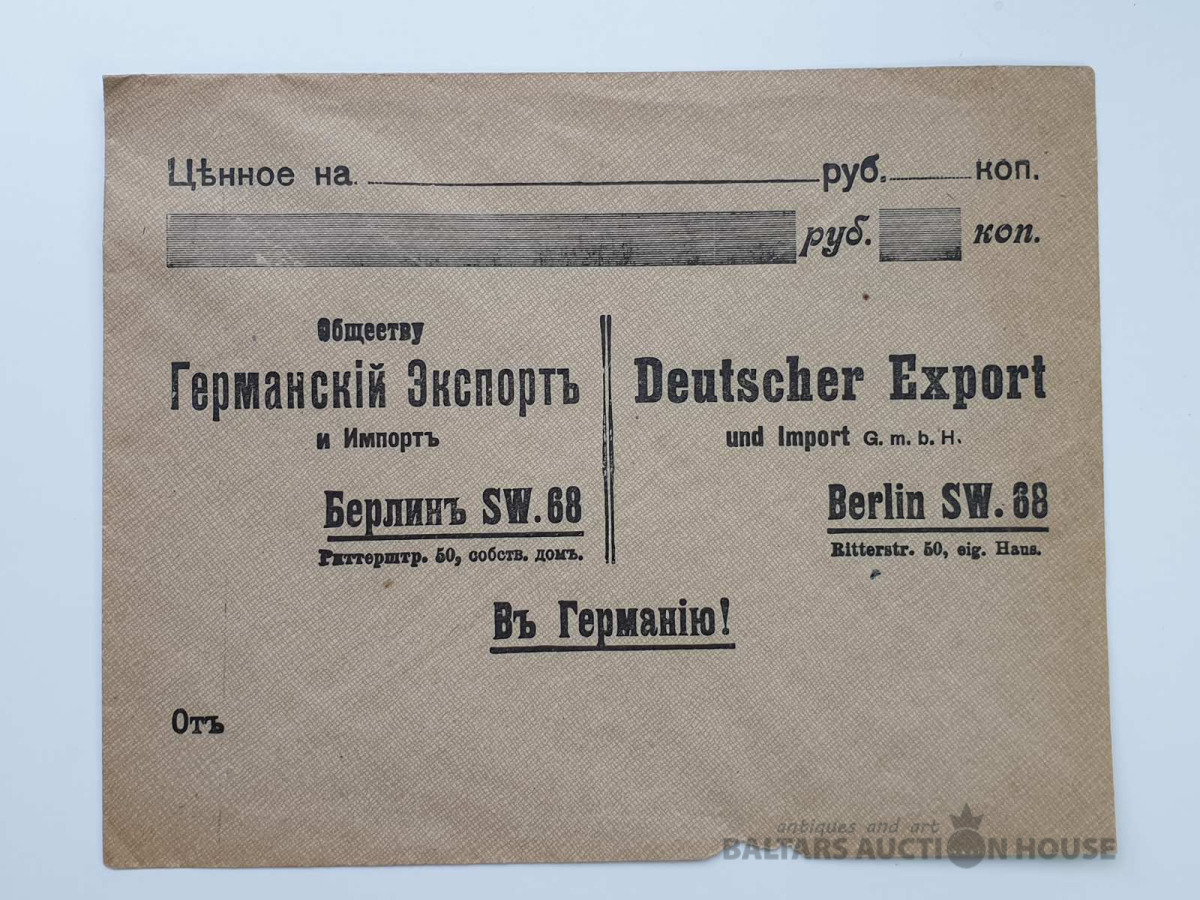 Цѣнное на руб. коп.
руб. коп.
Обществу
Германскій Экспортъ
и Импортъ
Берлинъ SW. 68
Риттерштр. 50, собств. домъ.
Deutscher Export
und Import G. m. b. H.
Berlin SW. 68
Ritterstr. 50, eig. Haus.
Въ Германію!
Отъ
antiques and art
BALTARS AUCTION HOUSE